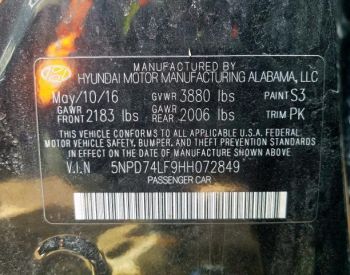 MANUFACTURED BY
HYUNDAI MOTOR MANUFACTURING ALABAMA, LLC
May/10/16 GVWR 3880 lbs PAINT S3
GAWR FRONT 2183 lbs GAWR REAR 2006 lbs TRIM PK
THIS VEHICLE CONFORMS TO ALL APPLICABLE U.S.A. FEDERAL
MOTOR VEHICLE SAFETY, BUMPER, AND THEFT PREVENTION STANDARDS
IN EFFECT ON THE DATE OF MANUFACTURE SHOWN ABOVE.
V.I.N 5NPD74LF9HH072849
PASSENGER CAR